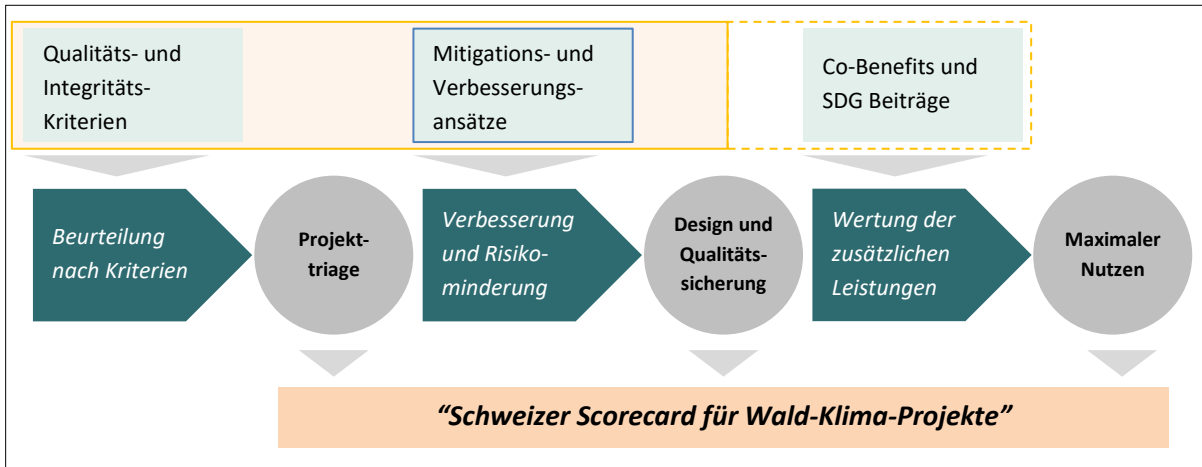 Qualitäts- und
Integritäts-
Kriterien
Mitigations- und
Verbesserungs-
ansätze
Co-Benefits und
SDG Beiträge
Beurteilung
nach Kriterien
Projekt-
triage
Verbesserung
und Risiko-
minderung
Design und
Qualitäts-
sicherung
Wertung der
zusätzlichen
Leistungen
Maximaler
Nutzen
“Schweizer Scorecard für Wald-Klima-Projekte”